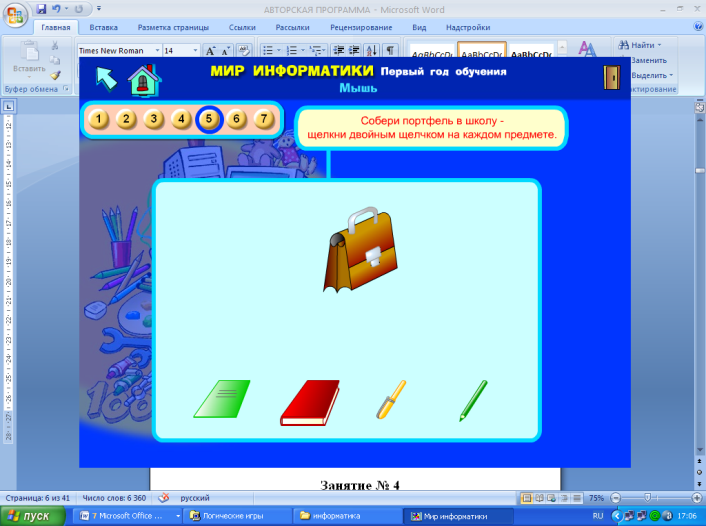 АВТОРСКАЯ ПРОГРАММА - Microsoft Word
Главная Вставка Разметка страницы Ссылки Рассылки Рецензирование Вид Надстройки
Times New Roman 14
AaBbCcDc AaBbCcDc AaBbCcDc
Вставить
Найти
Заменить
Выделить
Буфер обмена
МИР ИНФОРМАТИКИ Первый год обучения
Мышь
1 2 3 4 5 6 7
Собери портфель в школу -
щелкни двойным щелчком на каждом предмете.
Занятие № 4
Страница: 6 из 41 Число слов: 6 360 русский 75%
пуск 7 Microsoft Office ... Логические игры информатика Мир информатики RU 17:06